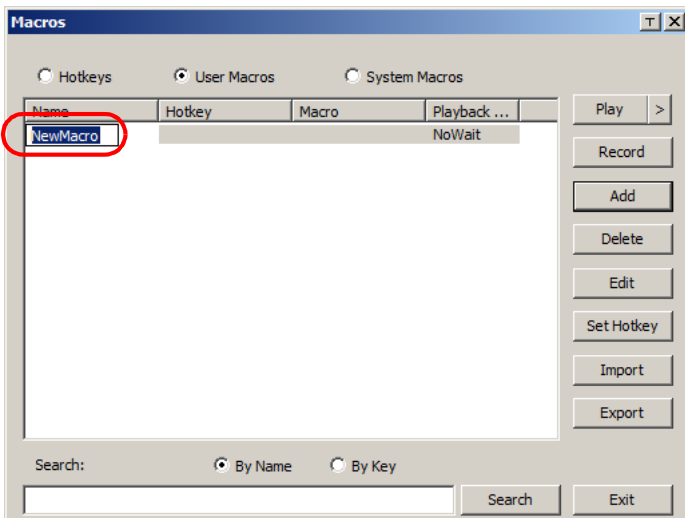 Macros
Hotkeys User Macros System Macros
Name Hotkey Macro Playback ...
NewMacro NoWait
Play >
Record
Add
Delete
Edit
Set Hotkey
Import
Export
Search: By Name By Key
Search Exit